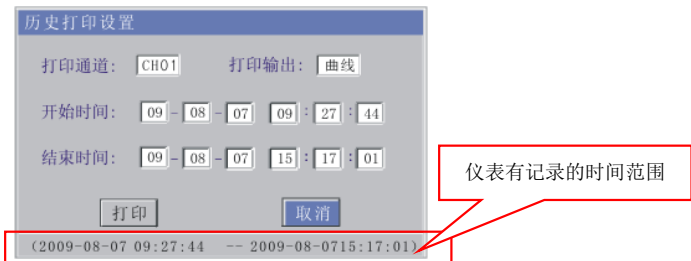 历史打印设置
打印通道: CH01 打印输出: 曲线
开始时间: 09-08-07 09:27:44
结束时间: 09-08-07 15:17:01
仪表有记录的时间范围
打印 取消
(2009-08-07 09:27:44 -- 2009-08-0715:17:01)